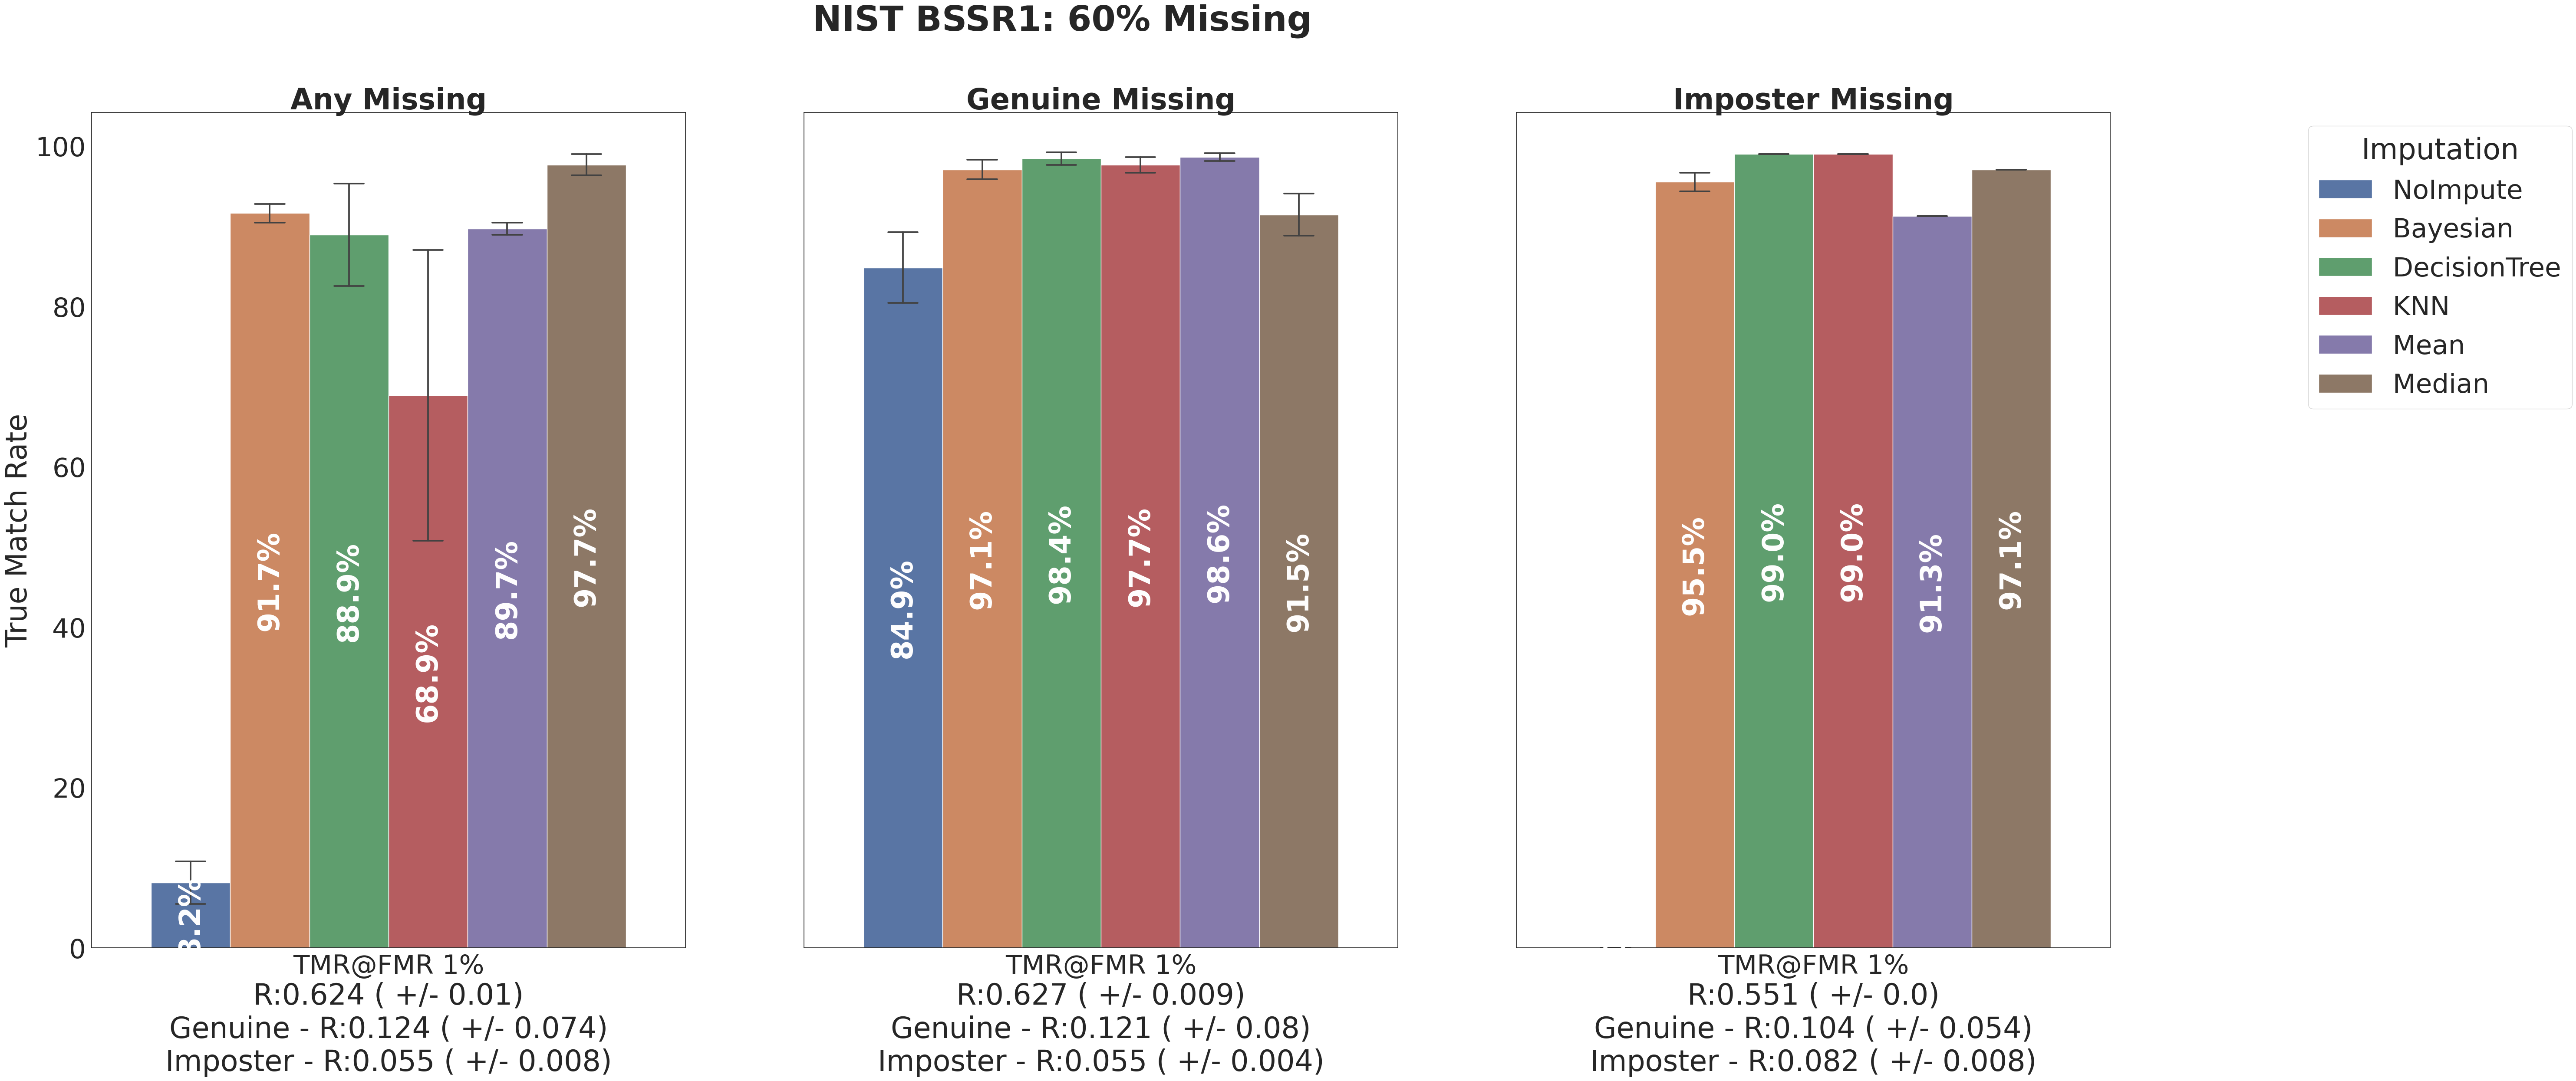 NIST BSSR1: 60% Missing
Any Missing
Genuine Missing
Imposter Missing
True Match Rate
100
80
60
40
20
0
91.7%
88.9%
68.9%
89.7%
97.7%
84.9%
97.1%
98.4%
97.7%
98.6%
91.5%
95.5%
99.0%
99.0%
91.3%
97.1%
TMR@FMR 1%
R:0.624 ( +/- 0.01)
Genuine - R:0.124 ( +/- 0.074)
Imposter - R:0.055 ( +/- 0.008)
TMR@FMR 1%
R:0.627 ( +/- 0.009)
Genuine - R:0.121 ( +/- 0.08)
Imposter - R:0.055 ( +/- 0.004)
TMR@FMR 1%
R:0.551 ( +/- 0.0)
Genuine - R:0.104 ( +/- 0.054)
Imposter - R:0.082 ( +/- 0.008)
Imputation
NoImpute
Bayesian
DecisionTree
KNN
Mean
Median